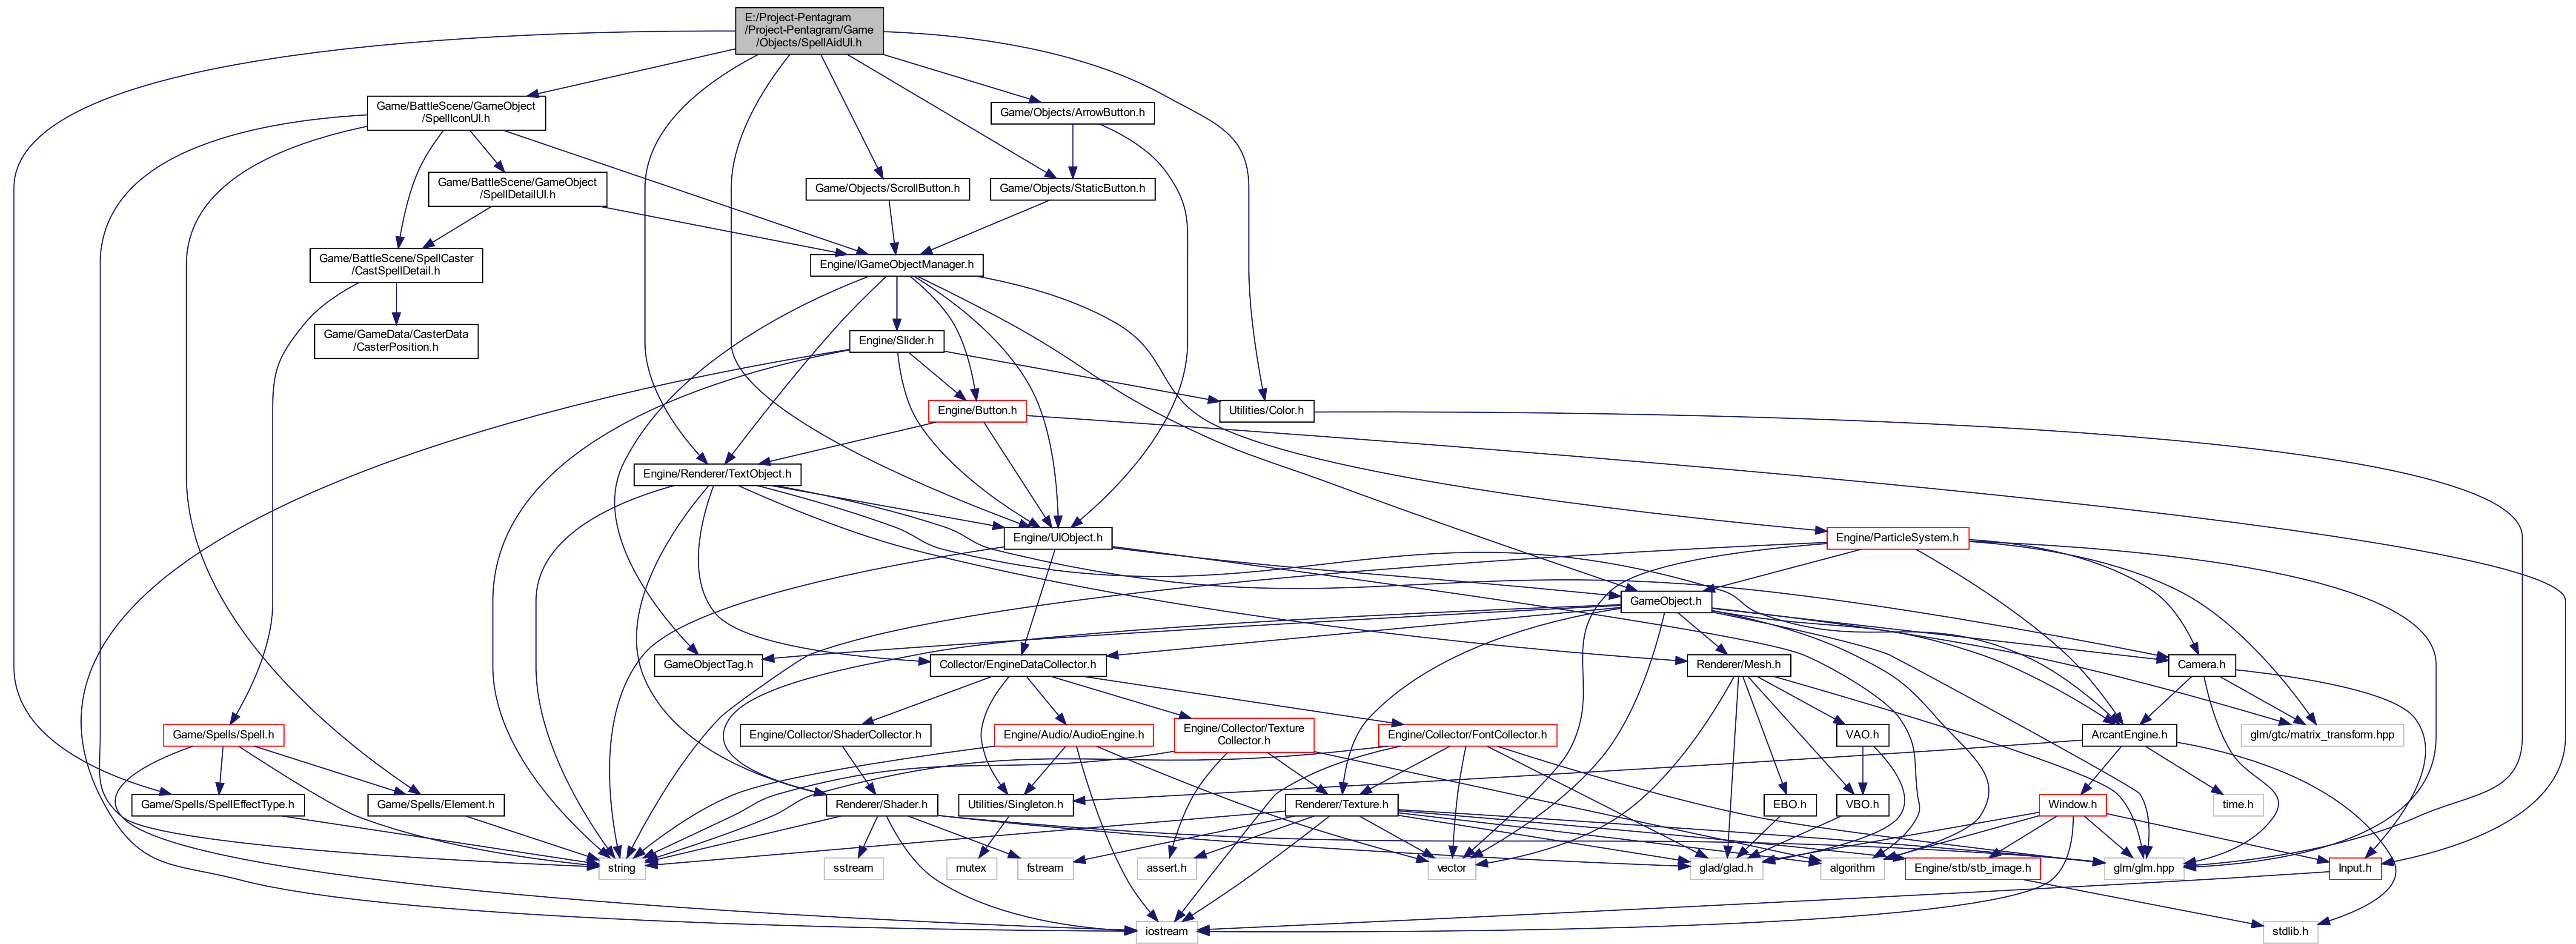 E:/Project-Pentagram
/Project-Pentagram/Game
/Objects/SpellAidUI.h
Game/BattleScene/GameObject
/SpellIconUI.h
Game/Objects/ArrowButton.h
Game/BattleScene/GameObject
/SpellDetailUI.h
Game/Objects/ScrollButton.h
Game/Objects/StaticButton.h
Game/BattleScene/SpellCaster
/CastSpellDetail.h
Engine/IGameObjectManager.h
Game/GameData/CasterData
/CasterPosition.h
Engine/Slider.h
Engine/Button.h
Utilities/Color.h
Engine/Renderer/TextObject.h
Engine/UIObject.h
Engine/ParticleSystem.h
GameObject.h
GameObjectTag.h
Collector/EngineDataCollector.h
Renderer/Mesh.h
Camera.h
Game/Spells/Spell.h
Engine/Collector/ShaderCollector.h
Engine/Audio/AudioEngine.h
Engine/Collector/Texture
Collector.h
Engine/Collector/FontCollector.h
VAO.h
ArcantEngine.h
glm/gtc/matrix_transform.hpp
Game/Spells/SpellEffectType.h
Game/Spells/Element.h
Renderer/Shader.h
Utilities/Singleton.h
Renderer/Texture.h
EBO.h
VBO.h
Window.h
time.h
string
sstream
mutex
fstream
assert.h
vector
glad/glad.h
algorithm
Engine/stb/stb_image.h
glm/glm.hpp
Input.h
iostream
stdlib.h